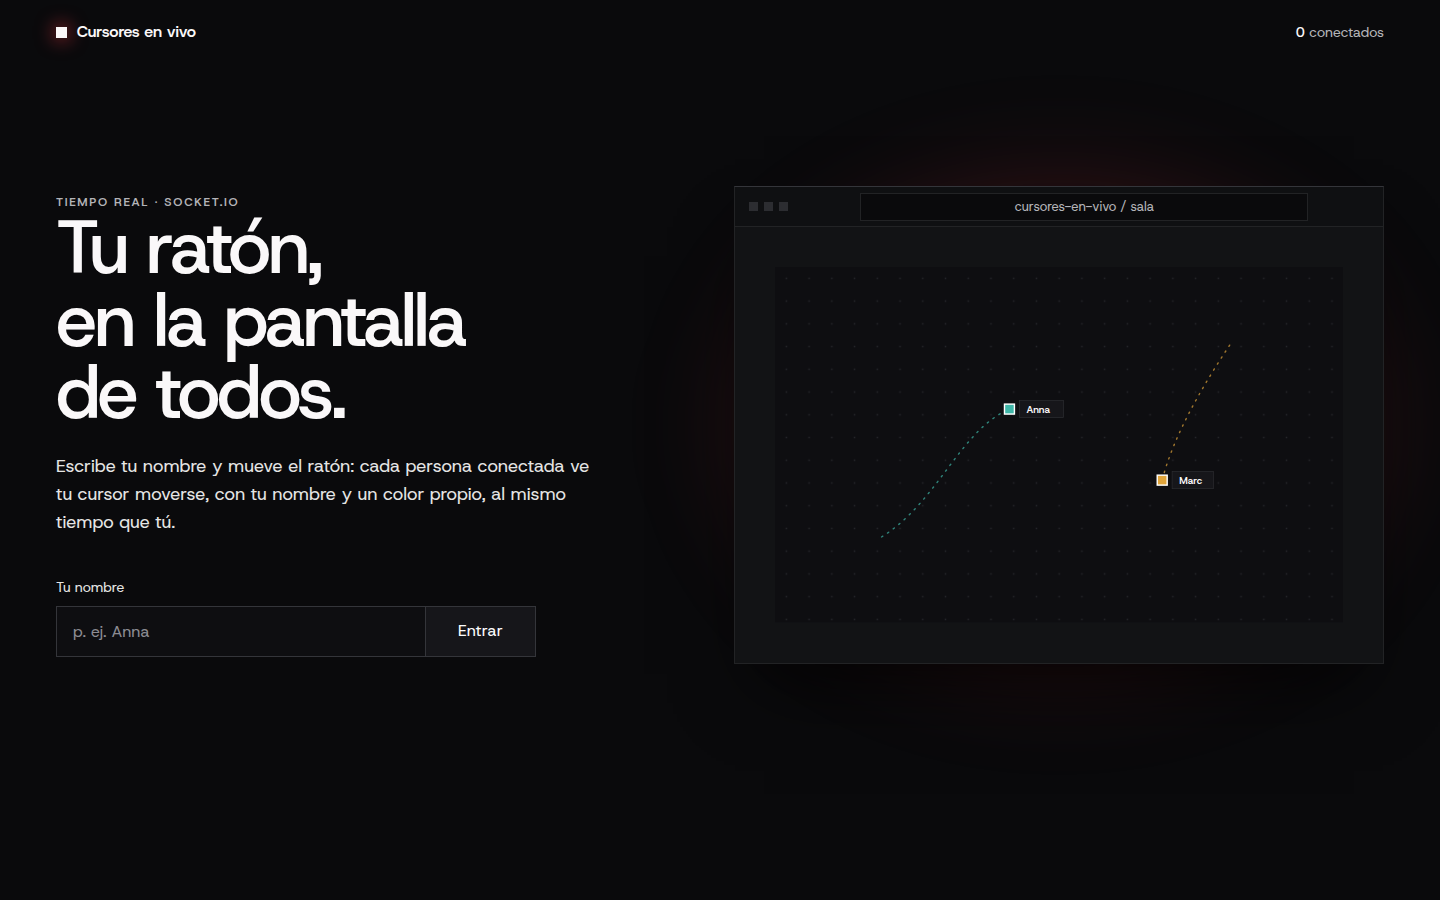 Cursores en vivo
0 conectados
TIEMPO REAL · SOCKET.IO
Tu ratón,
en la pantalla
de todos.
Escribe tu nombre y mueve el ratón: cada persona conectada ve
tu cursor moverse, con tu nombre y un color propio, al mismo
tiempo que tú.
Tu nombre
p. ej. Anna
Entrar
cursores-en-vivo / sala
Anna
Marc